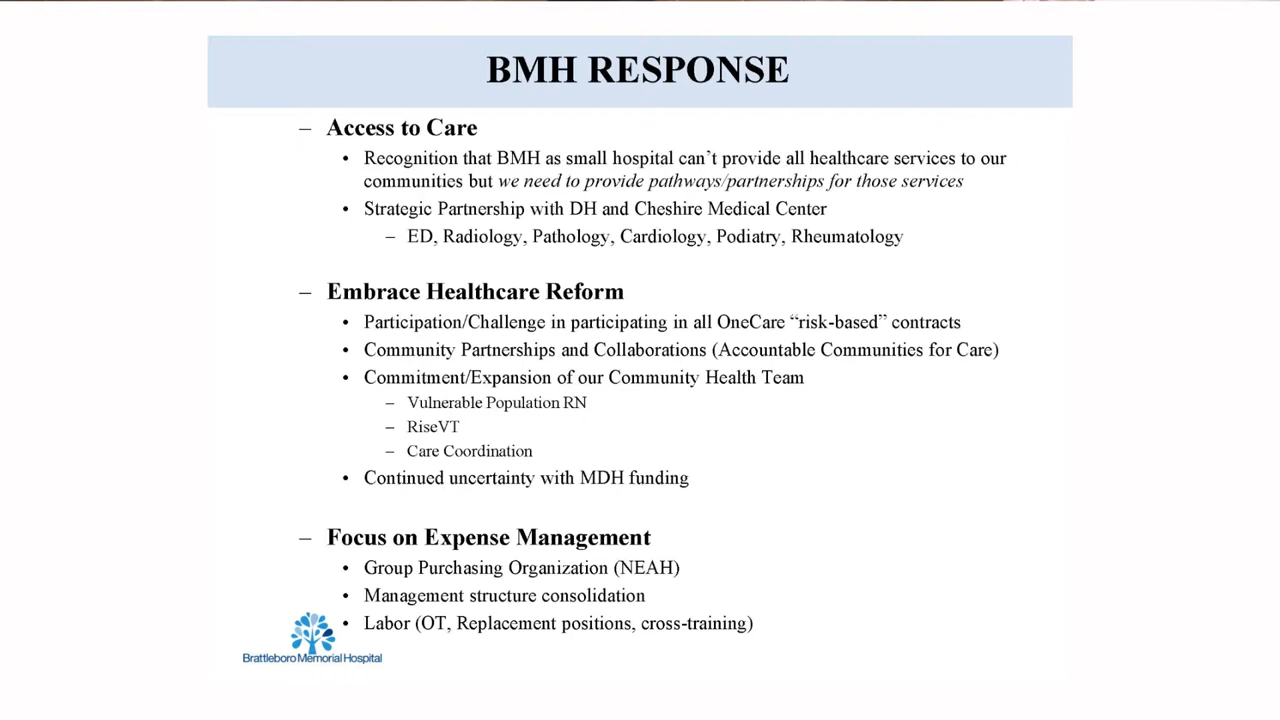 BMH RESPONSE
– Access to Care
• Recognition that BMH as small hospital can’t provide all healthcare services to our
communities but we need to provide pathways/partnerships for those services
• Strategic Partnership with DH and Cheshire Medical Center
– ED, Radiology, Pathology, Cardiology, Podiatry, Rheumatology
– Embrace Healthcare Reform
• Participation/Challenge in participating in all OneCare “risk-based” contracts
• Community Partnerships and Collaborations (Accountable Communities for Care)
• Commitment/Expansion of our Community Health Team
– Vulnerable Population RN
– RiseVT
– Care Coordination
• Continued uncertainty with MDH funding
– Focus on Expense Management
• Group Purchasing Organization (NEAH)
• Management structure consolidation
• Labor (OT, Replacement positions, cross-training)
Brattleboro Memorial Hospital